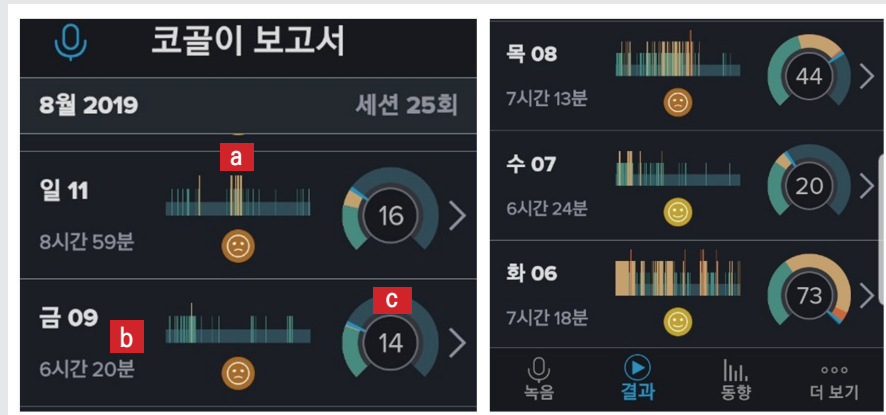 코골이 보고서
8월 2019 세션 25회
a
일 11
16
8시간 59분
금 09
c
b
14
6시간 20분
목 08
44
7시간 13분
수 07
20
6시간 24분
화 06
73
7시간 18분
녹음 결과 동향 더 보기